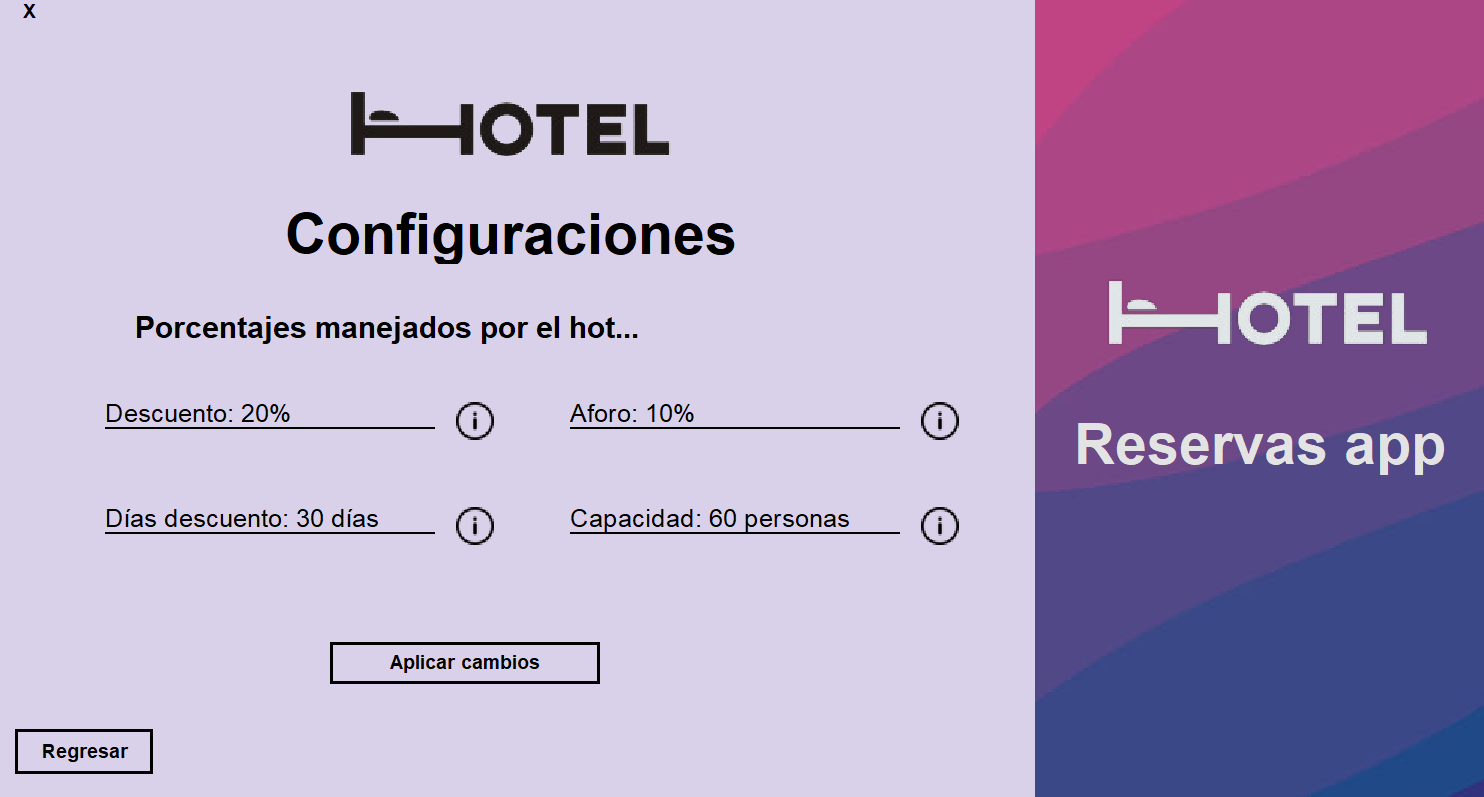 X
HOTEL
Configuraciones
Porcentajes manejados por el hot...
Descuento: 20%
Aforo: 10%
Días descuento: 30 días
Capacidad: 60 personas
Aplicar cambios
Regresar
HOTEL
Reservas app